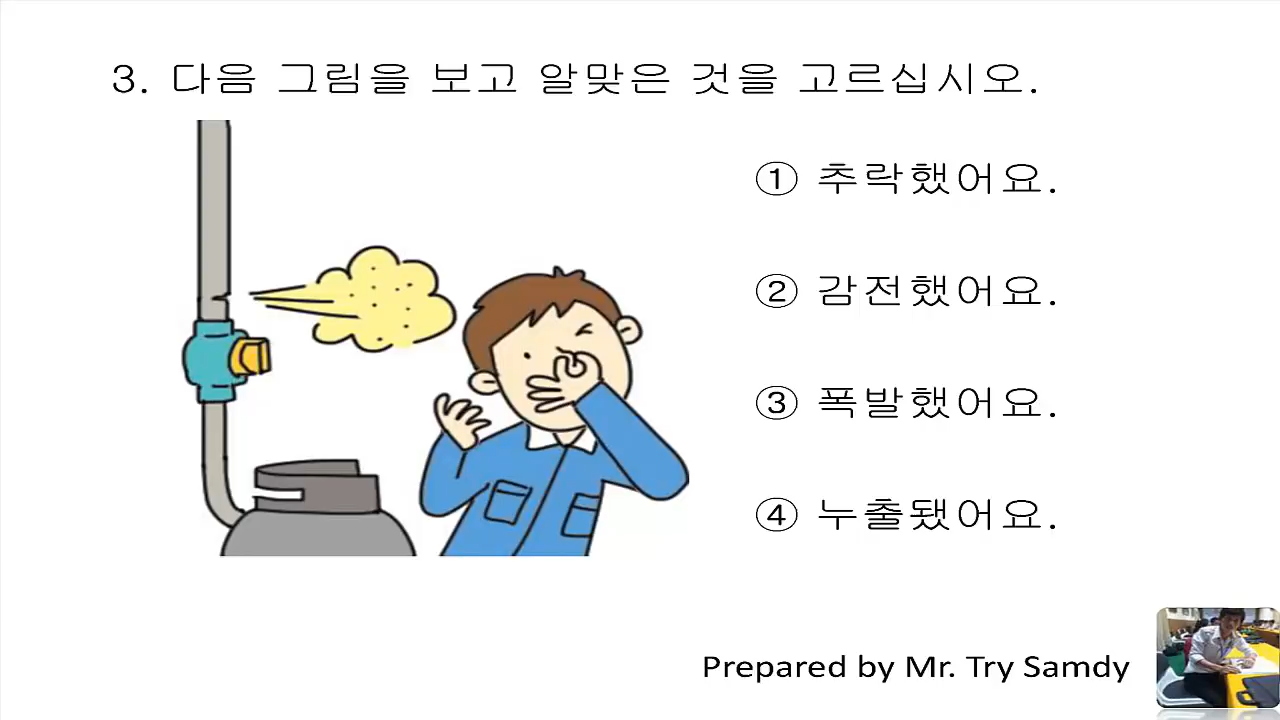 3. 다음 그림을 보고 알맞은 것을 고르십시오.
① 추락했어요.
② 감전했어요.
③ 폭발했어요.
④ 누출됐어요.
Prepared by Mr. Try Samdy